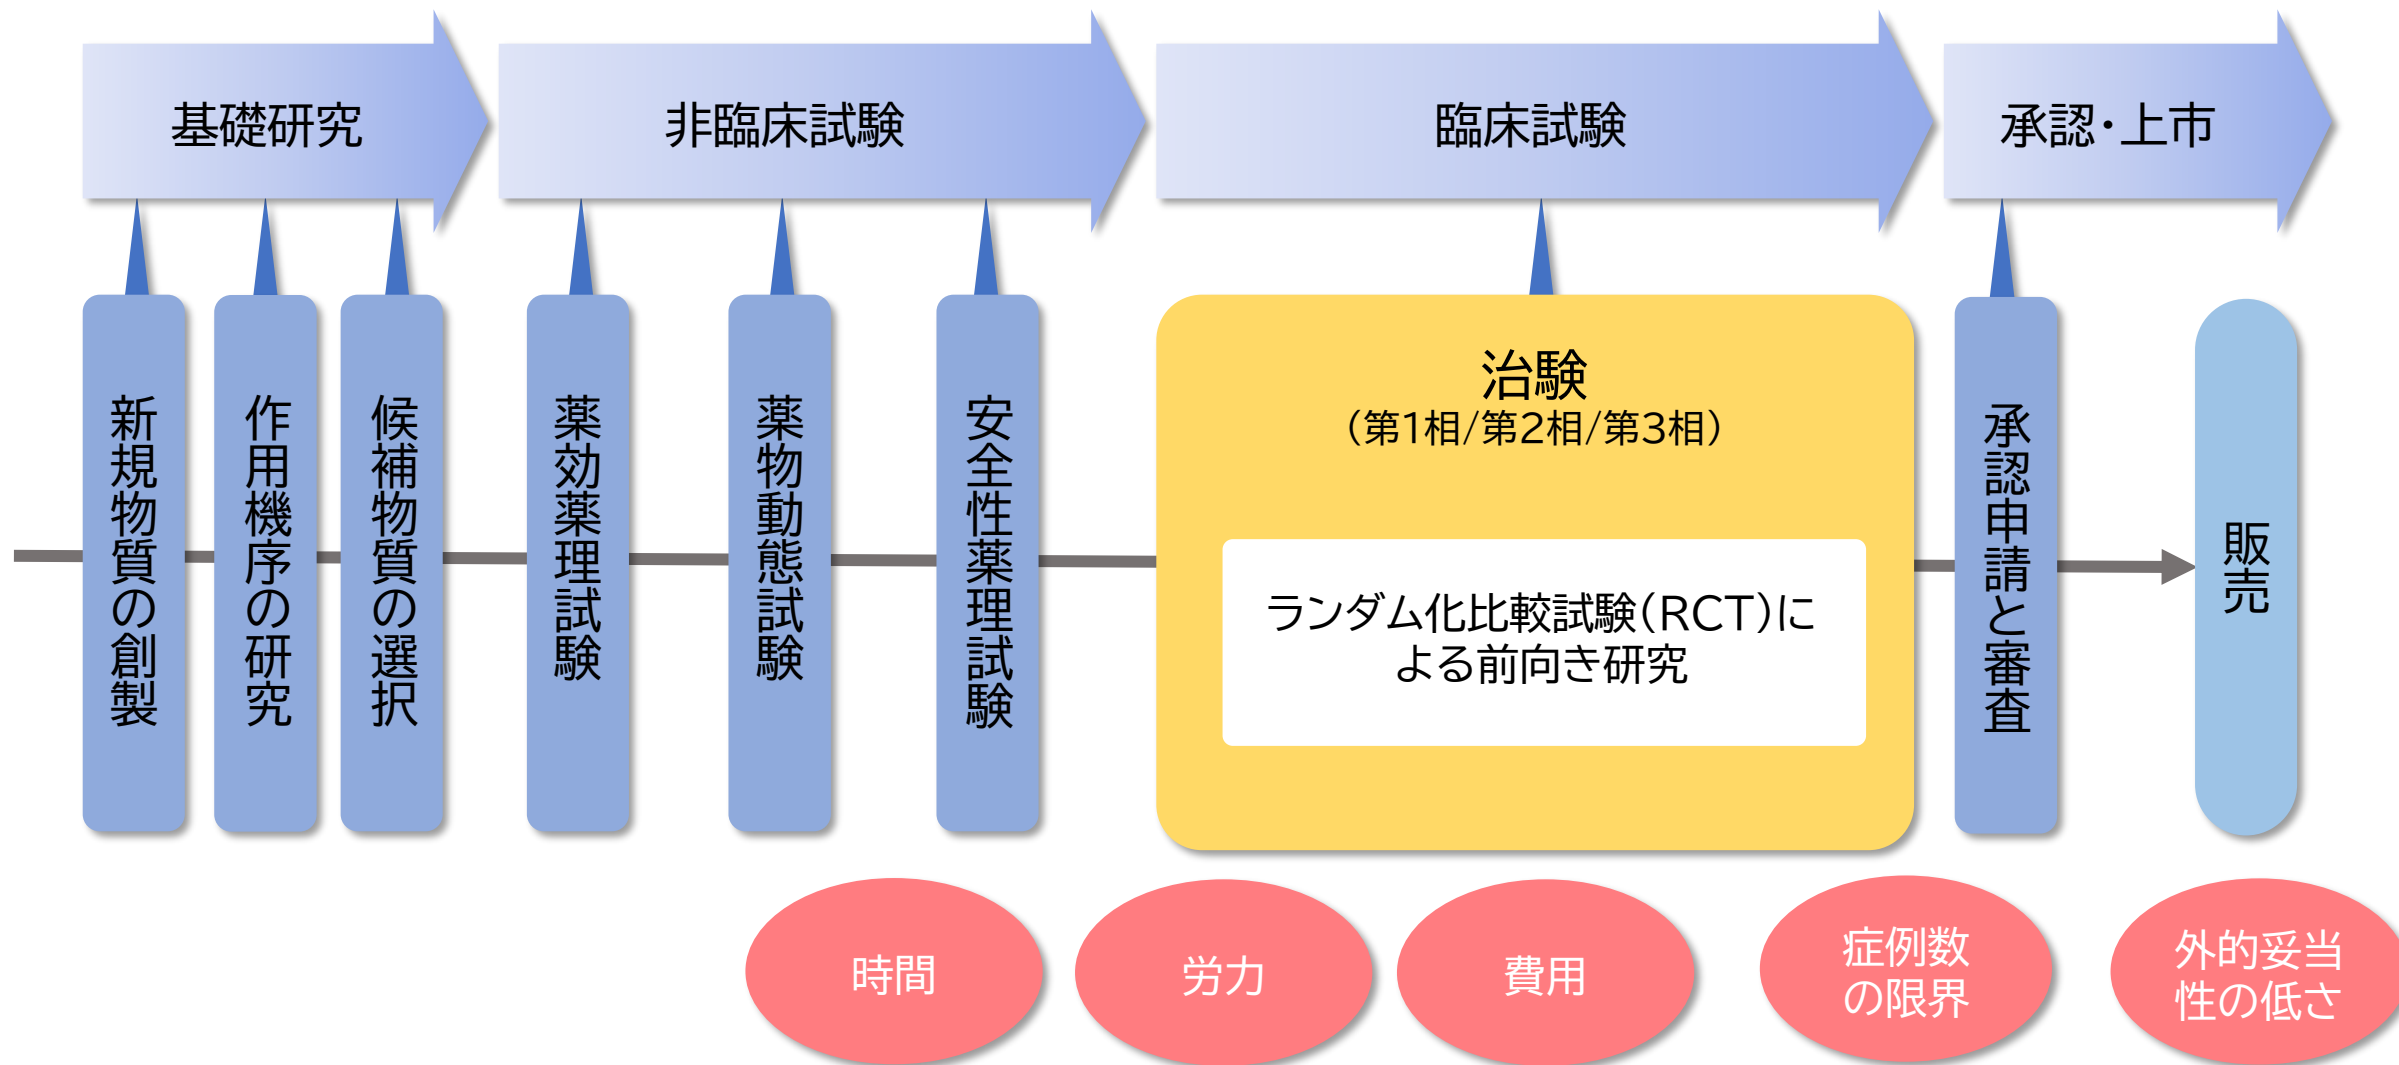 基礎研究
非臨床試験
臨床試験
承認・上市
新規物質の創製
作用機序の研究
候補物質の選択
薬効薬理試験
薬物動態試験
安全性薬理試験
治験
（第1相/第2相/第3相）
ランダム化比較試験（RCT）に
よる前向き研究
承認申請と審査
販売
時間
労力
費用
症例数
の限界
外的妥当
性の低さ